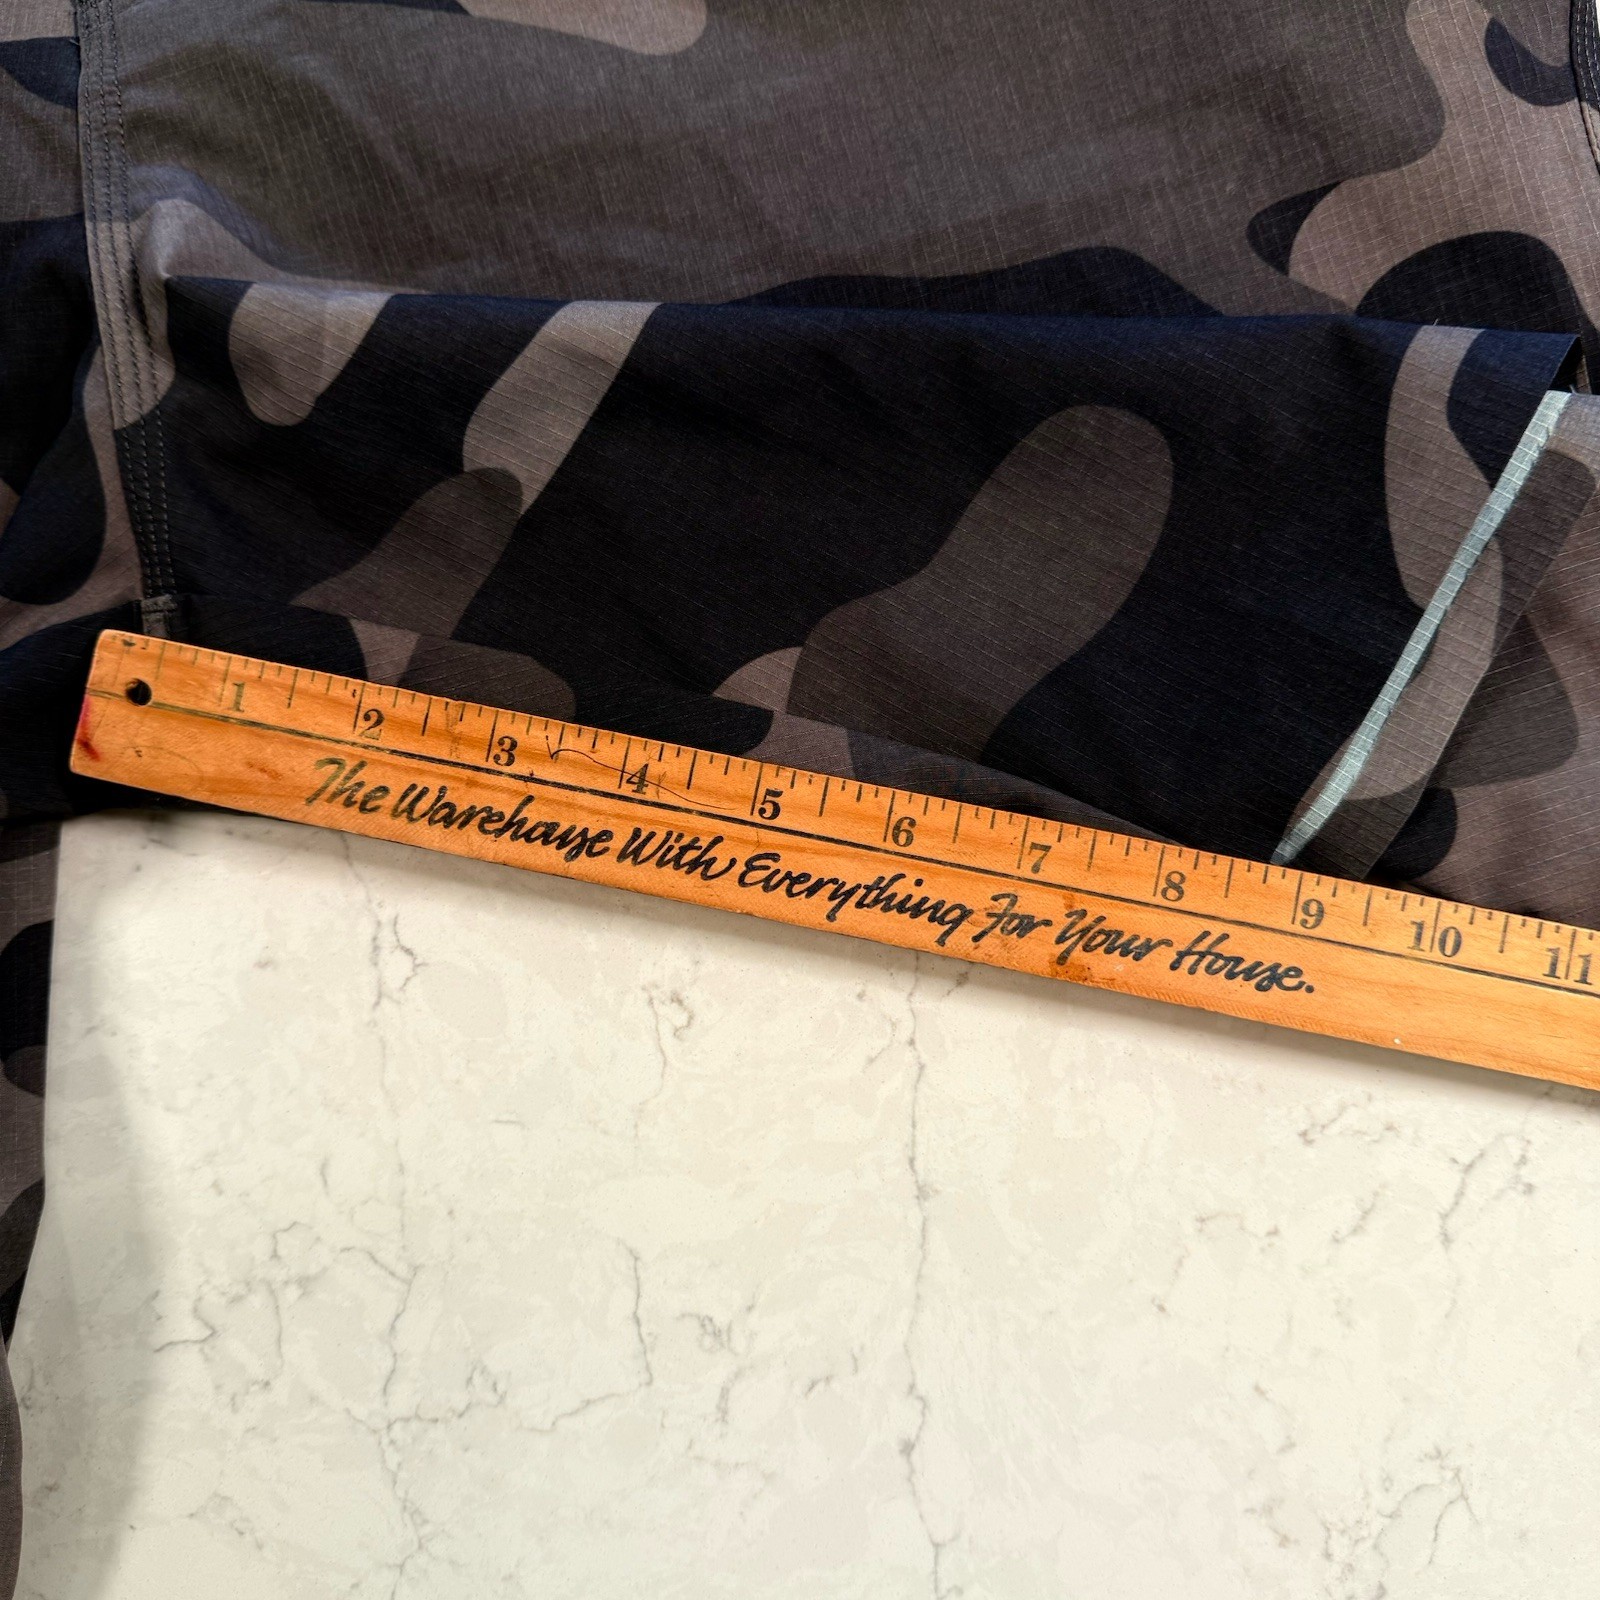 1 2 3 4 5 6 7 8 9 10 11
The Warehouse With Everything For Your House.